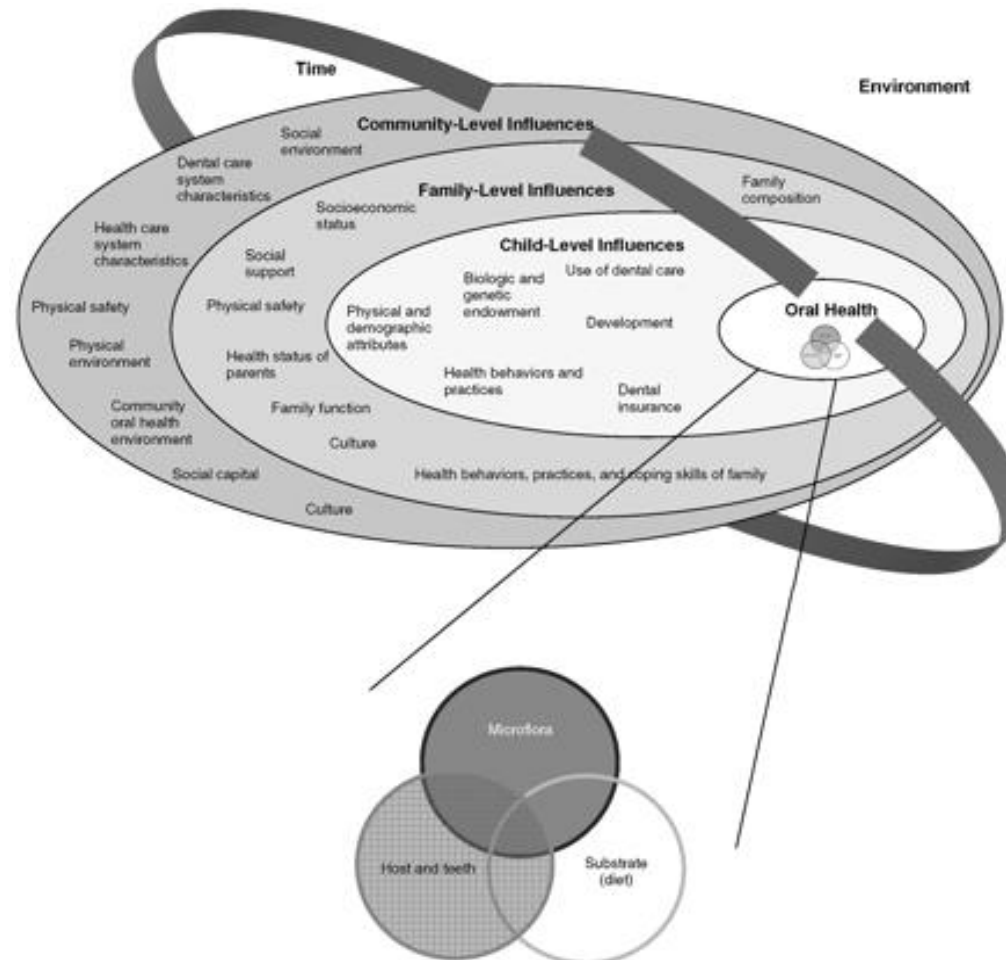 Time
Environment
Community-Level Influences
Social
environment
Dental care
system
characteristics
Health care
system
characteristics
Physical safety
Physical
environment
Community
oral health
environment
Social capital
Culture
Family-Level Influences
Family
composition
Socioeconomic
status
Social
support
Physical safety
Health status of
parents
Family function
Culture
Health behaviors, practices, and coping skills of family
Child-Level Influences
Use of dental care
Biologic and
genetic
endowment
Physical and
demographic
attributes
Development
Health behaviors and
practices
Dental
insurance
Oral Health
Microflora
Host and teeth
Substrate
(diet)